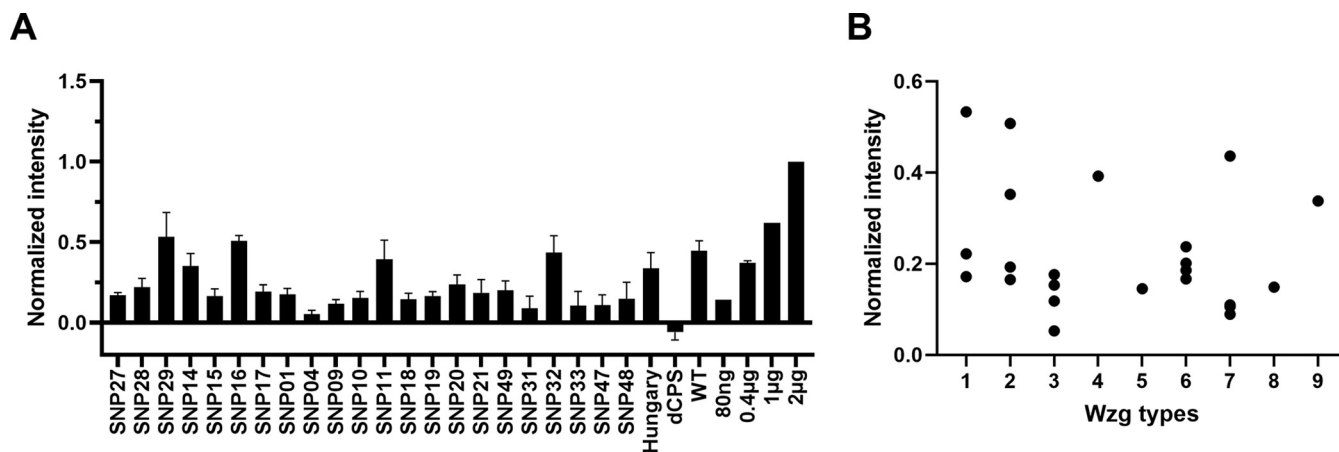 A
Normalized intensity
1.5
1.0
0.5
0.0
SNP27
SNP28
SNP29
SNP14
SNP15
SNP16
SNP17
SNP01
SNP04
SNP09
SNP10
SNP11
SNP18
SNP19
SNP20
SNP21
SNP49
SNP31
SNP32
SNP33
SNP47
SNP48
Hungary
dCPS
WT
80ng
0.4µg
1µg
2µg
B
Normalized intensity
0.6
0.4
0.2
0.0
1 2 3 4 5 6 7 8 9
Wzg types